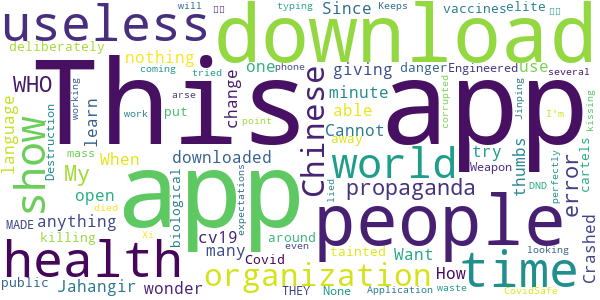 useless download
will Keeps typing Since vaccines elite
deliberately nothing one phone giving danger Engineered use
WHO This app coming tried arse minute change several
language Destruction working learn put work point able Chinese Cannot away corrupted Jinping I'm kissing
show My When downloaded world try thumbs error cartels
mass open app biological expectations lied propaganda Weapon perfectly DND
MADE anything died cv19 around even tainted people Crashed
killing many Covid Want looking
health Xi organization How time
public Jahangir wonder THEY None Application waste CovidSafe